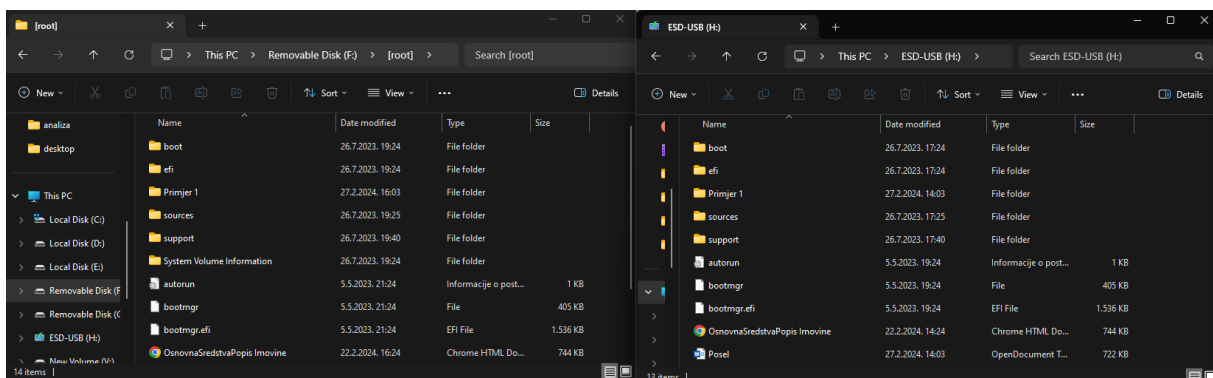 [root]
This PC > Removable Disk (F:) > [root] >
Search [root]
New
Sort
View
Details
analiza
desktop
This PC
Local Disk (C:)
Local Disk (D:)
Local Disk (E:)
Removable Disk (F
Removable Disk (G
ESD-USB (H:)
New Volume (V:)
Name Date modified Type Size
boot 26.7.2023. 19:24 File folder
efi 26.7.2023. 19:24 File folder
Primjer 1 27.2.2024. 16:03 File folder
sources 26.7.2023. 19:25 File folder
support 26.7.2023. 19:40 File folder
System Volume Information 26.7.2023. 19:24 File folder
autorun 5.5.2023. 21:24 Informacije o post... 1 KB
bootmgr 5.5.2023. 21:24 File 405 KB
bootmgr.efi 5.5.2023. 21:24 EFI File 1.536 KB
OsnovnaSredstvaPopis Imovine 22.2.2024. 16:24 Chrome HTML Do... 744 KB
14 items
ESD-USB (H:)
This PC > ESD-USB (H:) >
Search ESD-USB (H:)
New
Sort
View
Details
Name Date modified Type Size
boot 26.7.2023. 17:24 File folder
efi 26.7.2023. 17:24 File folder
Primjer 1 27.2.2024. 14:03 File folder
sources 26.7.2023. 17:25 File folder
support 26.7.2023. 17:40 File folder
autorun 5.5.2023. 19:24 Informacije o post... 1 KB
bootmgr 5.5.2023. 19:24 File 405 KB
bootmgr.efi 5.5.2023. 19:24 EFI File 1.536 KB
OsnovnaSredstvaPopis Imovine 22.2.2024. 14:24 Chrome HTML Do... 744 KB
Posel 27.2.2024. 14:03 OpenDocument T... 722 KB
13 items